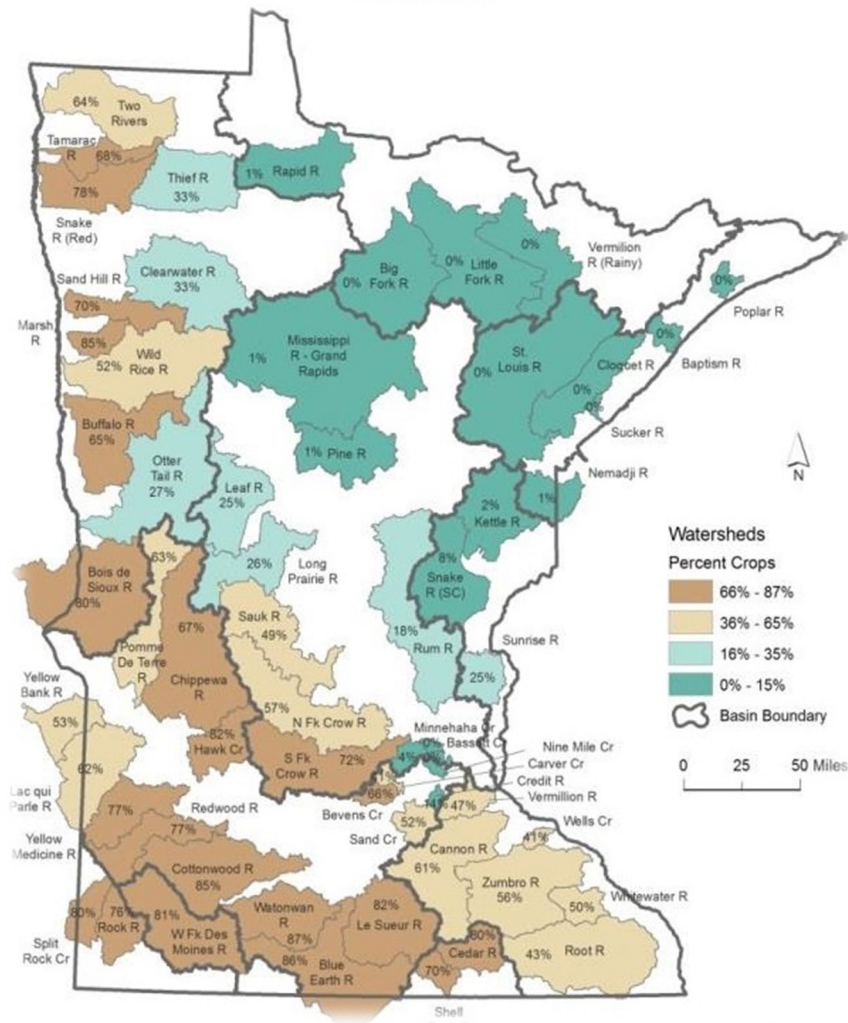 64%
Two
Rivers
Tamarac
R
68%
78%
Thief R
33%
1%
Rapid R
Snake
R (Red)
Vermilion
R (Rainy)
0%
Big
Fork R
0%
0%
Little
Fork R
0%
Poplar R
Clearwater R
33%
Sand Hill R
70%
Marsh
R
85%
Wild
Rice R
52%
Mississippi
R - Grand
Rapids
1%
St.
Louis R
0%
Cloquet R
0%
Baptism R
0%
0%
Sucker R
Buffalo R
65%
1%
Pine R
Otter
Tail R
27%
Leaf R
25%
Nemadji R
1%
2%
Kettle R
N
26%
Long
Prairie R
8%
Snake
R (SC)
63%
Bois de
Sioux R
80%
67%
Sauk R
49%
18%
Rum R
Sunrise R
25%
Watersheds
Percent Crops
66% - 87%
36% - 65%
16% - 35%
0% - 15%
Basin Boundary
0 25 50 Miles
Pomme
De Terre
R
Chippewa
R
57%
N Fk Crow R
Yellow
Bank R
53%
82%
Hawk Cr
S Fk
Crow R
72%
Minnehaha Cr
0%
Bassett Cr
4%
Nine Mile Cr
Carver Cr
Credit R
Vermillion R
66%
Bevens Cr
47%
Wells Cr
62%
Lac qui
Parle R
77%
Redwood R
52%
Sand Cr
41%
Yellow
Medicine R
77%
Cottonwood R
85%
Cannon R
61%
Zumbro R
56%
Whitewater R
50%
80%
76%
Rock R
Split
Rock Cr
81%
W Fk Des
Moines R
Watonwan
R
87%
82%
Le Sueur R
86%
Blue
Earth R
80%
Cedar R
70%
43%
Root R
Shell